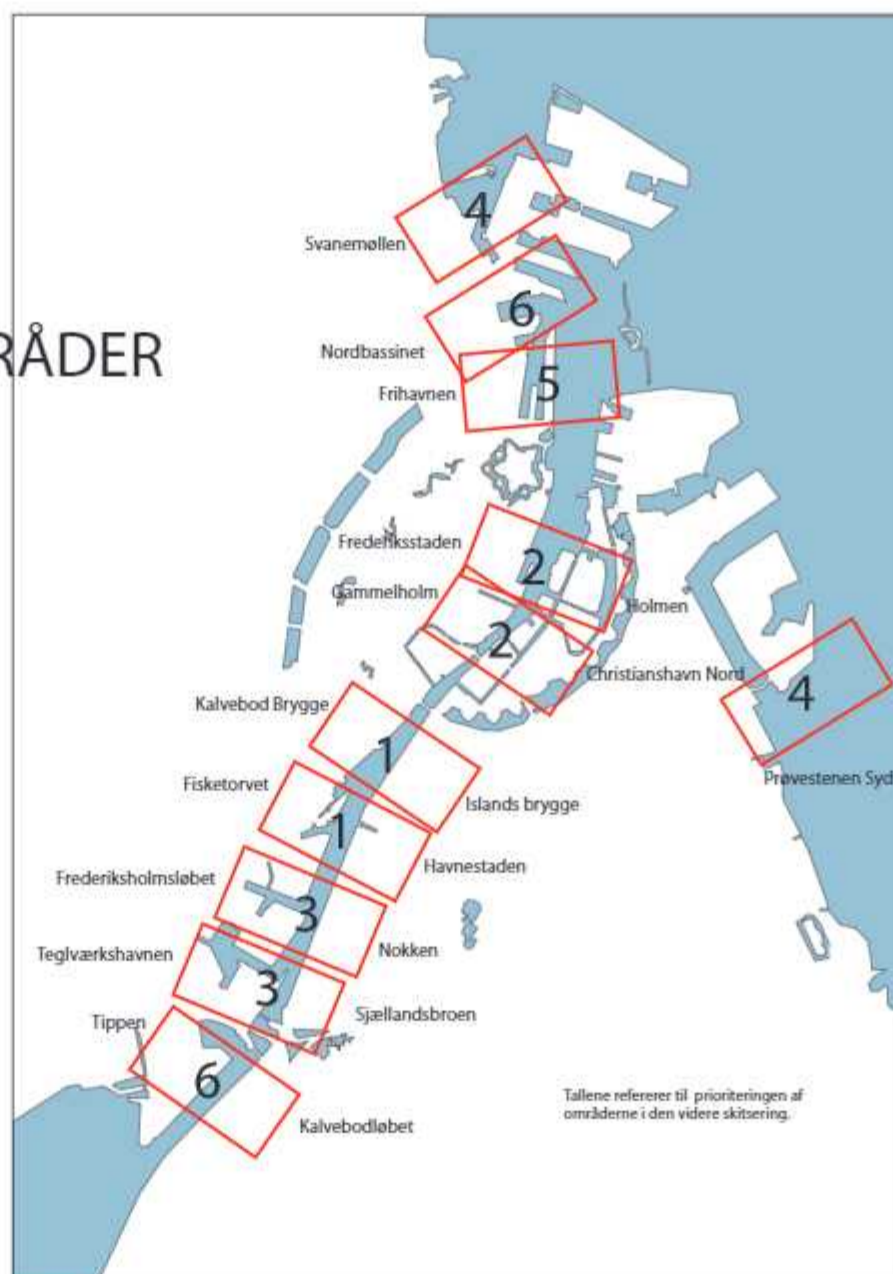 4
Svanemøllen
6
RÅDER
Nordbassinet
5
Frihavnen
Frederiksstaden
2
Gammelholm
Holmen
2
Christianshavn Nord
4
Kalvebod Brygge
1
Prøvestenen Syd
Fisketorvet
Islands brygge
1
Havnestaden
Frederiksholmsløbet
3
Nokken
Teglværkshavnen
3
Sjællandsbroen
Tippen
6
Tallene refererer til prioriteringen af
områderne i den videre skitsering.
Kalvebodløbet